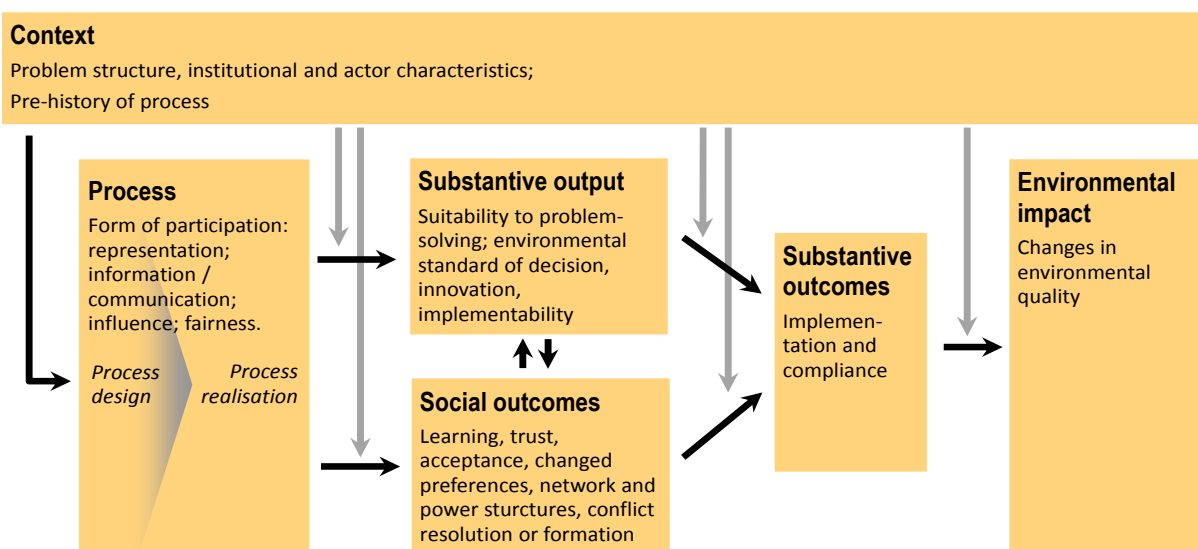 Context
Problem structure, institutional and actor characteristics;
Pre-history of process
Process
Form of participation:
representation;
information /
communication;
influence; fairness.
Process
design
Process
realisation
Substantive output
Suitability to problem-
solving; environmental
standard of decision,
innovation,
implementability
Social outcomes
Learning, trust,
acceptance, changed
preferences, network and
power sturctures, conflict
resolution or formation
Substantive
outcomes
Implemen-
tation and
compliance
Environmental
impact
Changes in
environmental
quality